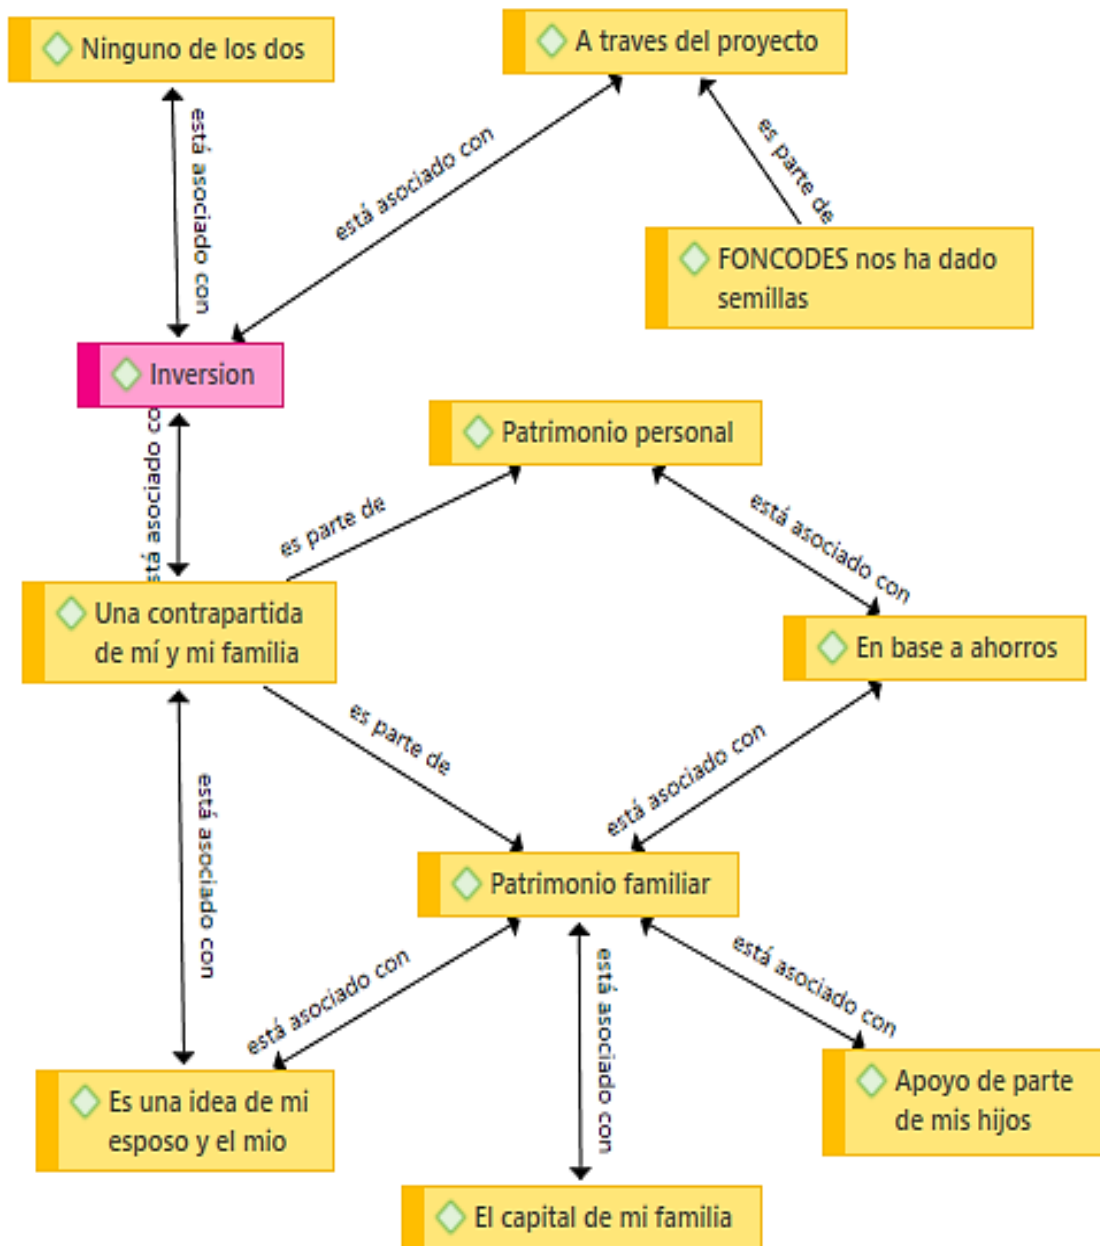 Ninguno de los dos
A traves del proyecto
está asociado con
está asociado con
es parte de
FONCODES nos ha dado
semillas
Inversion
Patrimonio personal
stá asociado co
es parte de
está asociado con
Una contrapartida
de mí y mi familia
En base a ahorros
es parte de
está asociado con
está asociado con
Patrimonio familiar
está asociado con
está asociado con
está asociado con
Es una idea de mi
esposo y el mio
Apoyo de parte
de mis hijos
El capital de mi familia